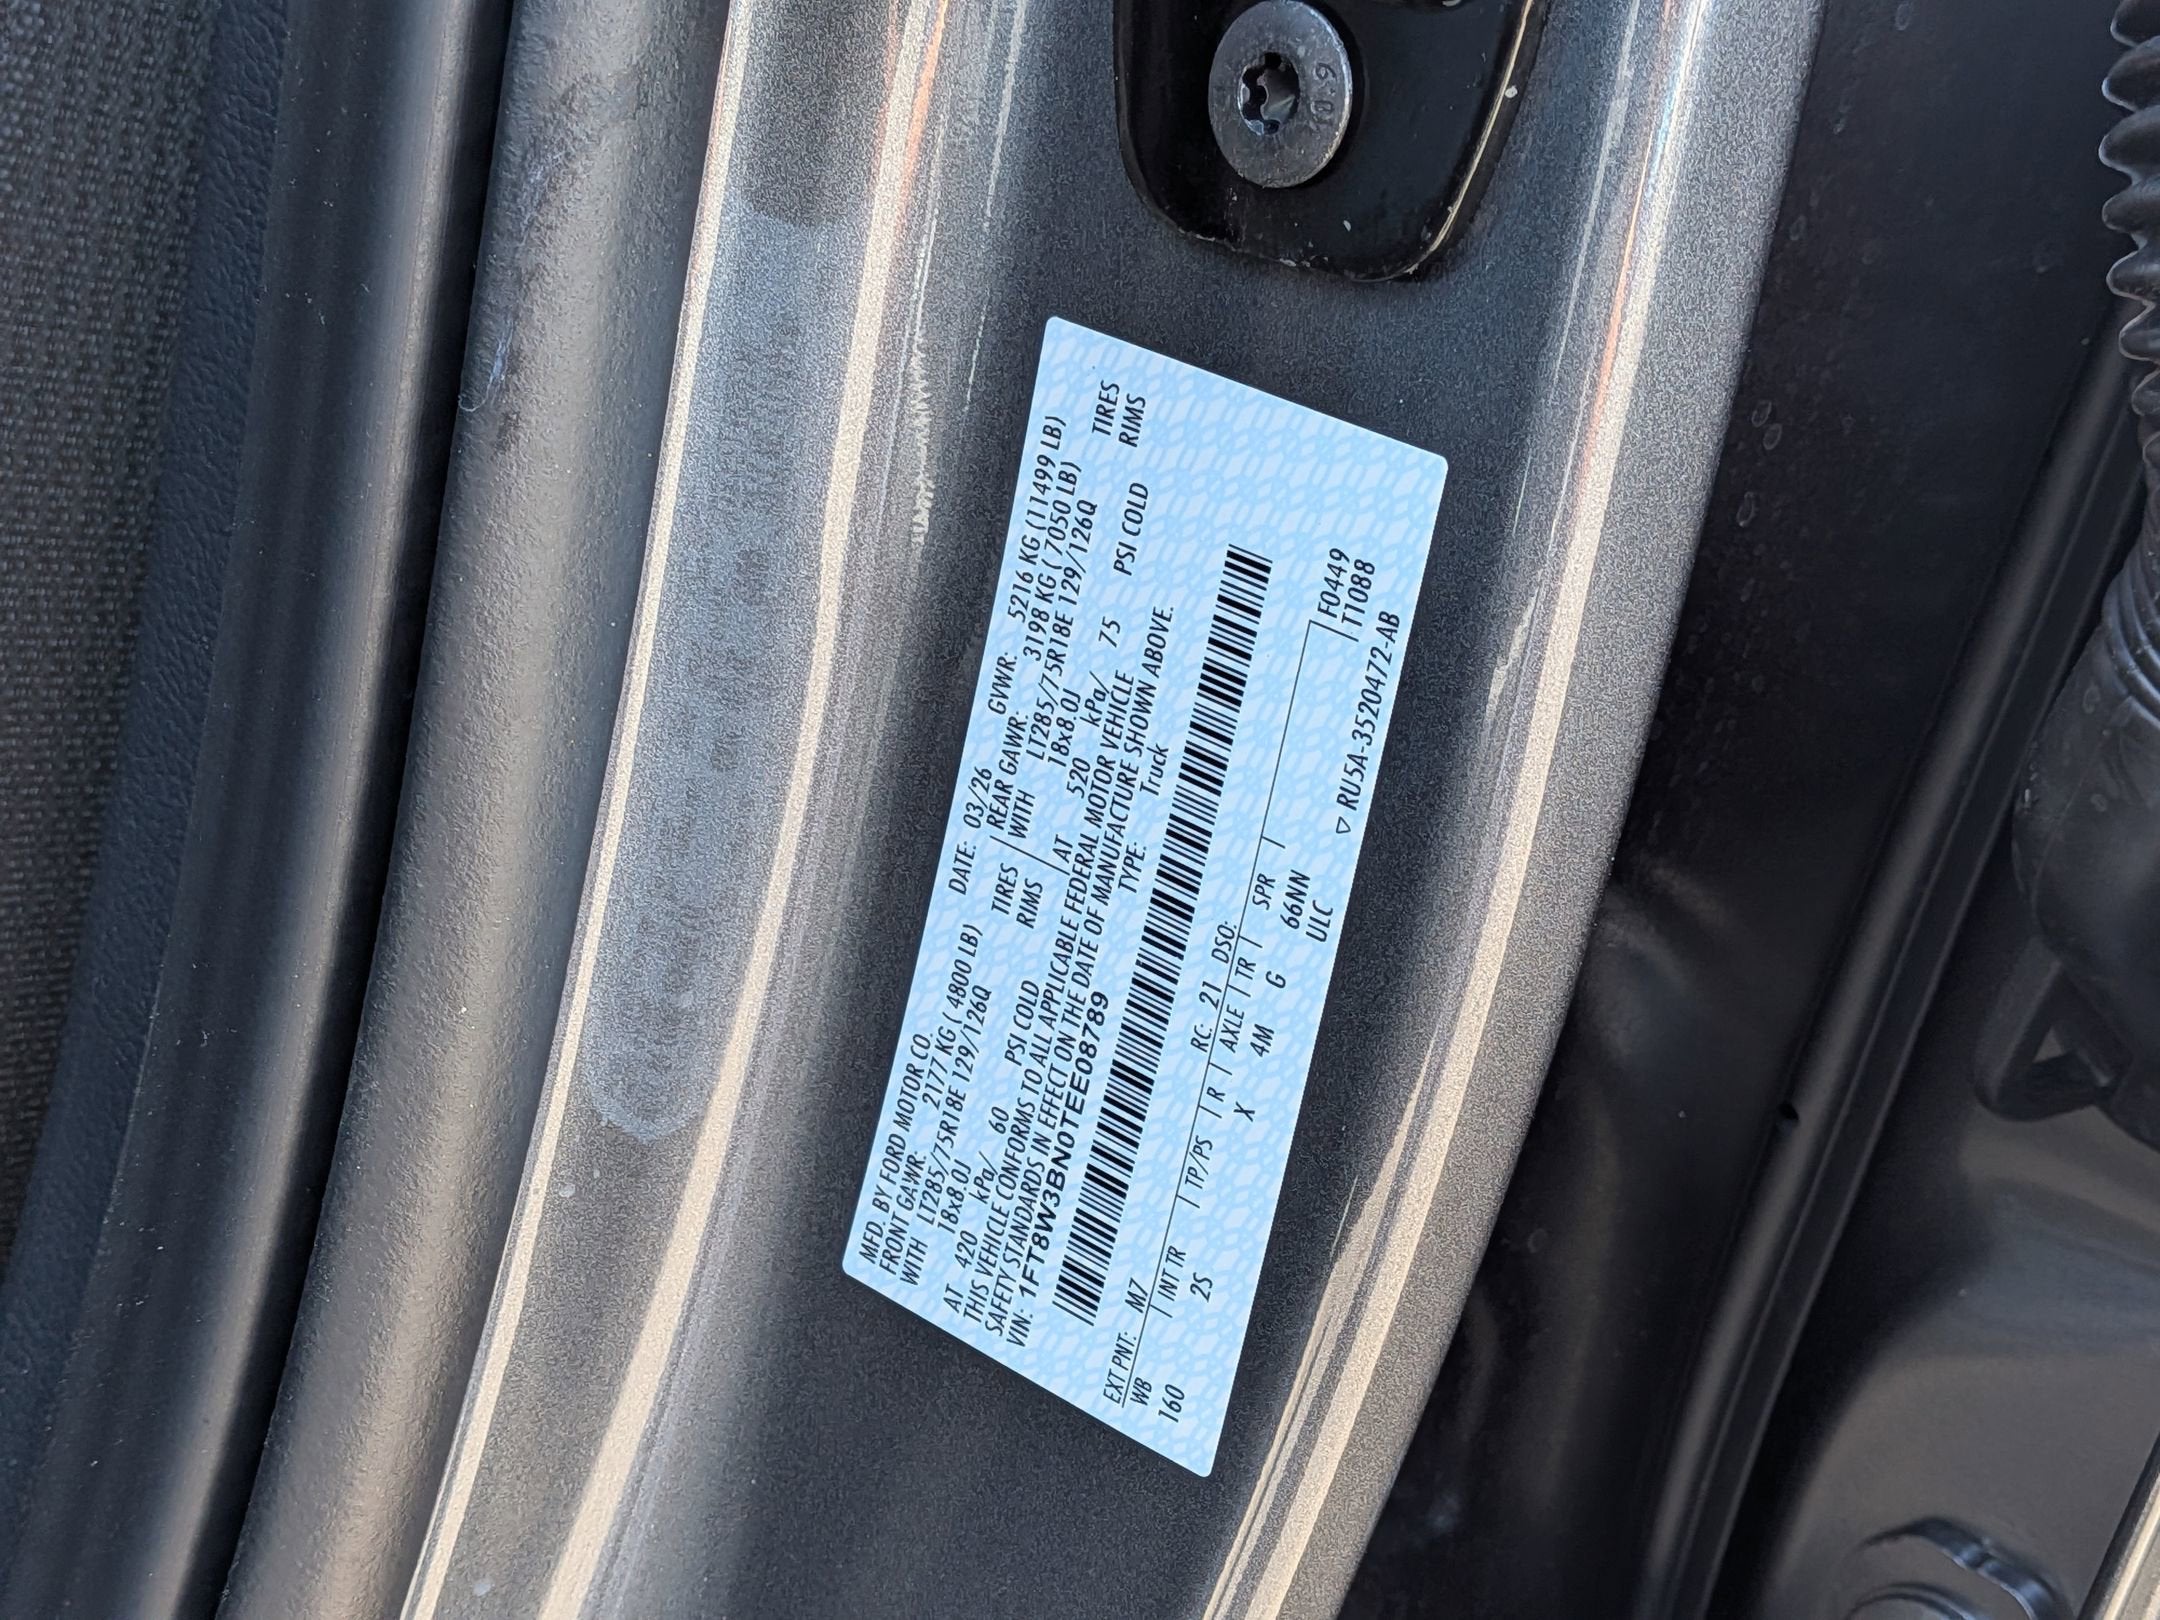 10.9
MFD. BY FORD MOTOR CO. DATE: 03/26 GVWR: 5216 KG (11499 LB)
FRONT GAWR: 2177 KG ( 4800 LB) REAR GAWR: 3198 KG ( 7050 LB)
WITH LT285/75R18E 129/126Q TIRES WITH LT285/75R18E 129/126Q TIRES
18x8.0J RIMS 18x8.0J RIMS
AT 420 kPa/ 60 PSI COLD AT 520 kPa/ 75 PSI COLD
THIS VEHICLE CONFORMS TO ALL APPLICABLE FEDERAL MOTOR VEHICLE
SAFETY STANDARDS IN EFFECT ON THE DATE OF MANUFACTURE SHOWN ABOVE.
VIN: 1FT8W3BN0TEE08789 TYPE: Truck
EXT PNT: M7 RC: 21 DSO:
WB INT TR TP/PS R AXLE TR SPR F0449
160 2S X 4M G 66NN T1088
ULC ▽ RU5A-3520472-AB